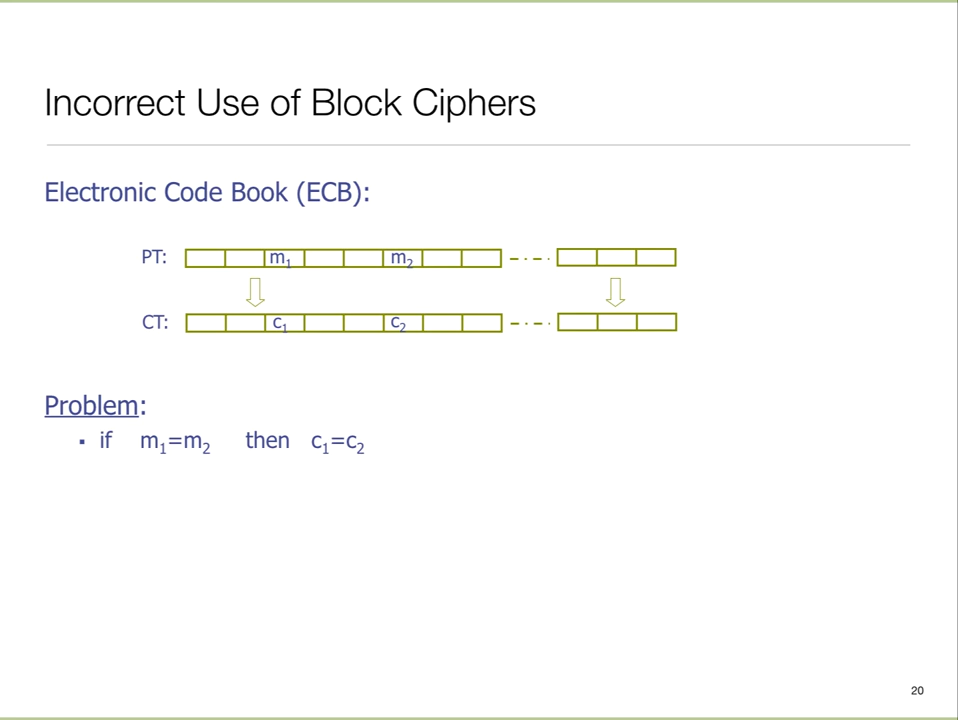 Incorrect Use of Block Ciphers
Electronic Code Book (ECB):
PT: m₁ m₂
CT: c₁ c₂
Problem:
▪ if m₁=m₂ then c₁=c₂
20